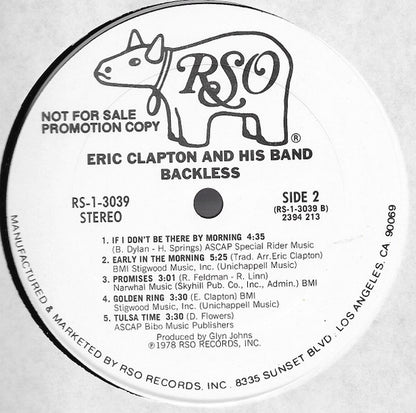 RSO
®
NOT FOR SALE
PROMOTION COPY
ERIC CLAPTON AND HIS BAND
BACKLESS
RS-1-3039
STEREO
SIDE 2
(RS-1-3039 B)
2394 213
1. IF I DON'T BE THERE BY MORNING 4:35
(B. Dylan - H. Springs) ASCAP Special Rider Music
2. EARLY IN THE MORNING 5:25 (Trad. Arr. Eric Clapton)
BMI Stigwood Music, Inc. (Unichappell Music)
3. PROMISES 3:01 (R. Feldman - R. Linn)
Narwhal Music (Skyhill Pub. Co., Inc., Admin.) BMI
4. GOLDEN RING 3:30 (E. Clapton) BMI
Stigwood Music, Inc. (Unichappell Music)
5. TULSA TIME 3:30 (D. Flowers)
ASCAP Bibo Music Publishers
Produced by Glyn Johns
℗1978 RSO RECORDS, INC.
MANUFACTURED & MARKETED BY RSO RECORDS, INC. 8335 SUNSET BLVD., LOS ANGELES, CA. 90069